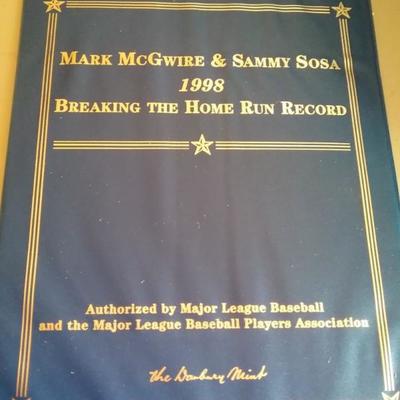 MARK MCGWIRE & SAMMY SOSA
1998
BREAKING THE HOME RUN RECORD
Authorized by Major League Baseball
and the Major League Baseball Players Association
The Danbury Mint